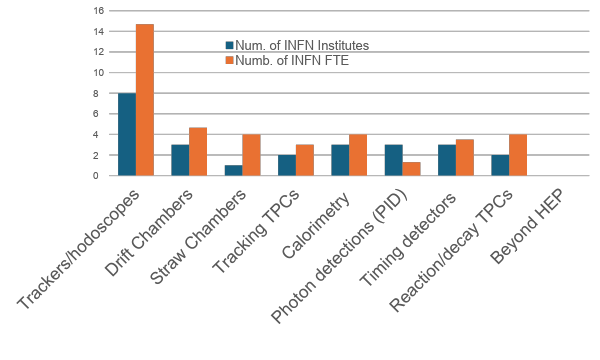 16
14
12
10
8
6
4
2
0
Num. of INFN Institutes
Numb. of INFN FTE
Trackers/hodoscopes
Drift Chambers
Straw Chambers
Tracking TPCs
Calorimetry
Photon detections (PID)
Timing detectors
Reaction/decay TPCs
Beyond HEP